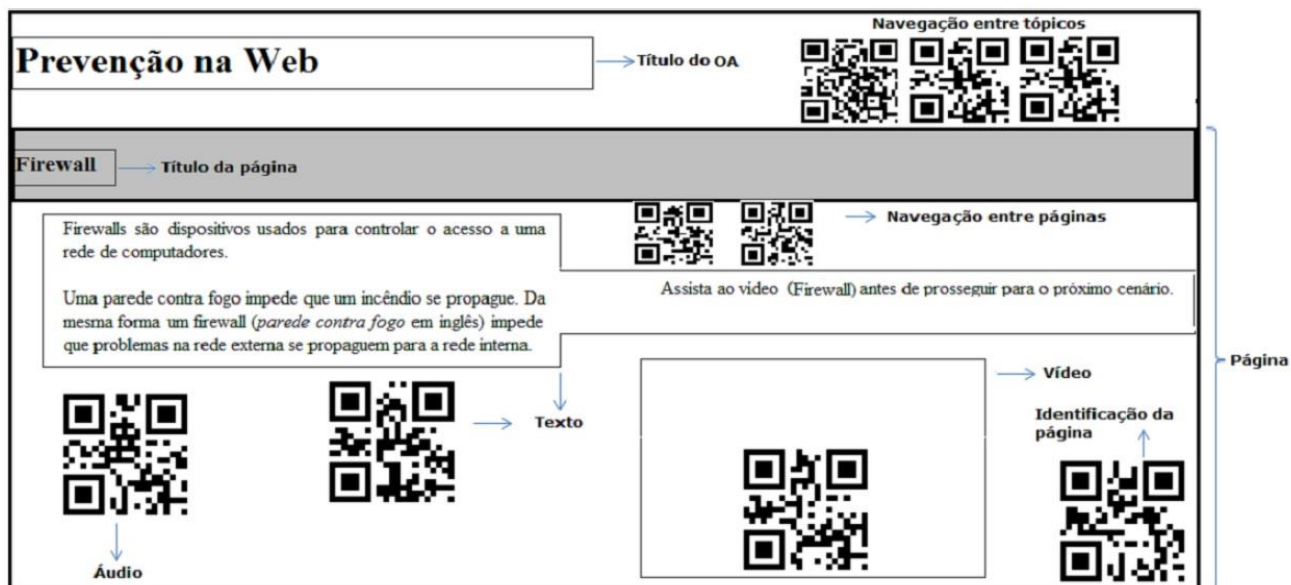 Navegação entre tópicos
Prevenção na Web
Título do OA
Firewall
Título da página
Navegação entre páginas
Firewalls são dispositivos usados para controlar o acesso a uma
rede de computadores.
Uma parede contra fogo impede que um incêndio se propague. Da
mesma forma um firewall (parede contra fogo em inglês) impede
que problemas na rede externa se propaguem para a rede interna.
Assista ao vídeo (Firewall) antes de prosseguir para o próximo cenário.
Página
Vídeo
Texto
Identificação da
página
Áudio